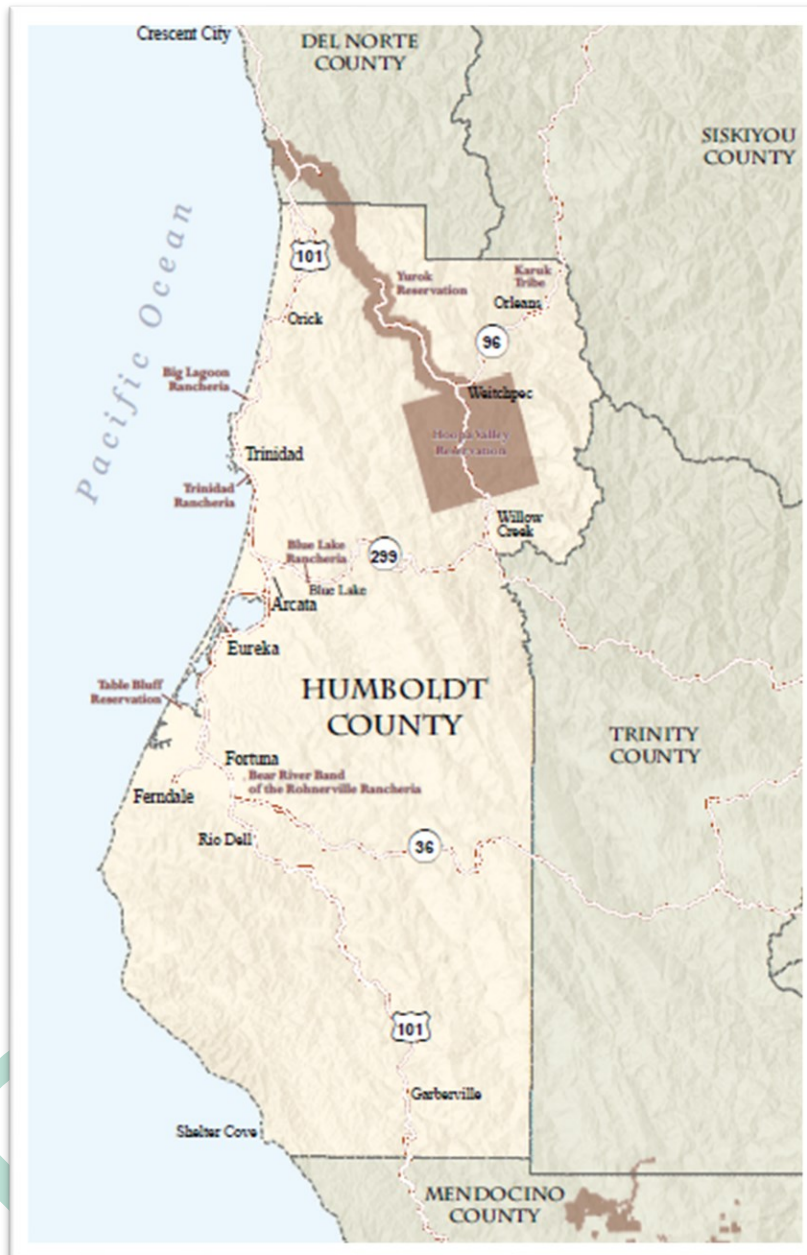 Crescent City
DEL NORTE
COUNTY
SISKIYOU
COUNTY
Pacific Ocean
101
Yurok
Reservation
Karuk
Tribe
Orleans
Orick
96
Big Lagoon
Rancheria
Weitchpec
Hoopa Valley
Reservation
Trinidad
Trinidad
Rancheria
Willow
Creek
Blue Lake
Rancheria
299
Blue Lake
Arcata
Eureka
Table Bluff
Reservation
HUMBOLDT
COUNTY
TRINITY
COUNTY
Fortuna
Bear River Band
of the Rohnerville Rancheria
Ferndale
Rio Dell
36
101
Garberville
Shelter Cove
MENDOCINO
COUNTY